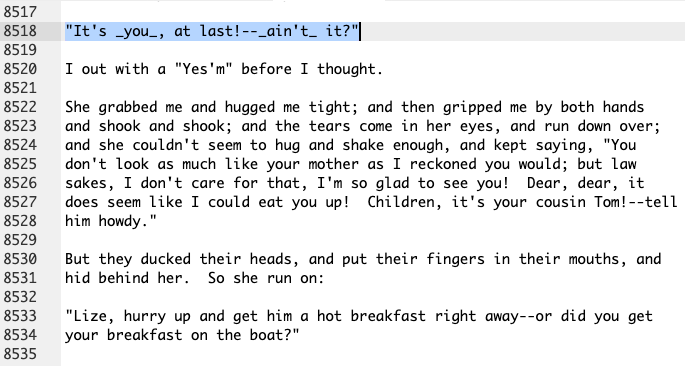 8517
8518 "It's _you_, at last!--_ain't_ it?"
8519
8520 I out with a "Yes'm" before I thought.
8521
8522 She grabbed me and hugged me tight; and then gripped me by both hands
8523 and shook and shook; and the tears come in her eyes, and run down over;
8524 and she couldn't seem to hug and shake enough, and kept saying, "You
8525 don't look as much like your mother as I reckoned you would; but law
8526 sakes, I don't care for that, I'm so glad to see you!  Dear, dear, it
8527 does seem like I could eat you up!  Children, it's your cousin Tom!--tell
8528 him howdy."
8529
8530 But they ducked their heads, and put their fingers in their mouths, and
8531 hid behind her.  So she run on:
8532
8533 "Lize, hurry up and get him a hot breakfast right away--or did you get
8534 your breakfast on the boat?"
8535